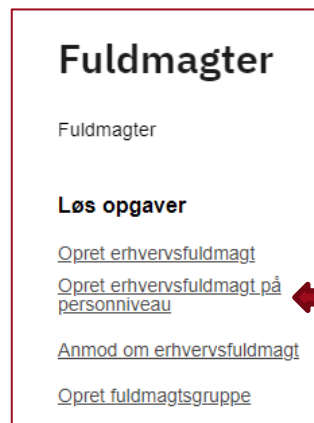 Fuldmagter
Fuldmagter
Løs opgaver
Opret erhvervsfuldmagt
Opret erhvervsfuldmagt på
personniveau
Anmod om erhvervsfuldmagt
Opret fuldmagtsgruppe